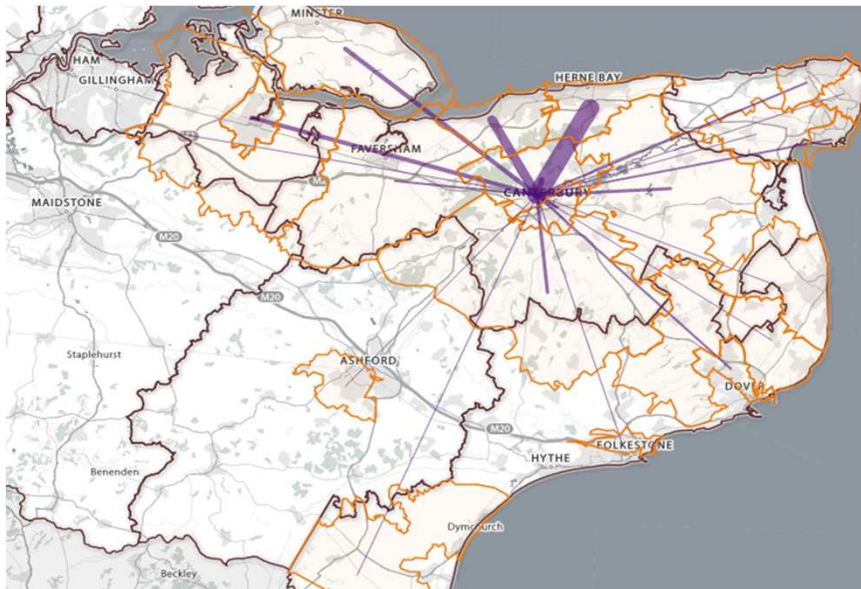 MINSTER
HAM
GILLINGHAM
HERNE BAY
FAVERSHAM
CANTERBURY
MAIDSTONE
M20
M20
Staplehurst
ASHFORD
DOVER
M20
FOLKESTONE
HYTHE
Benenden
Dymchurch
Beckley